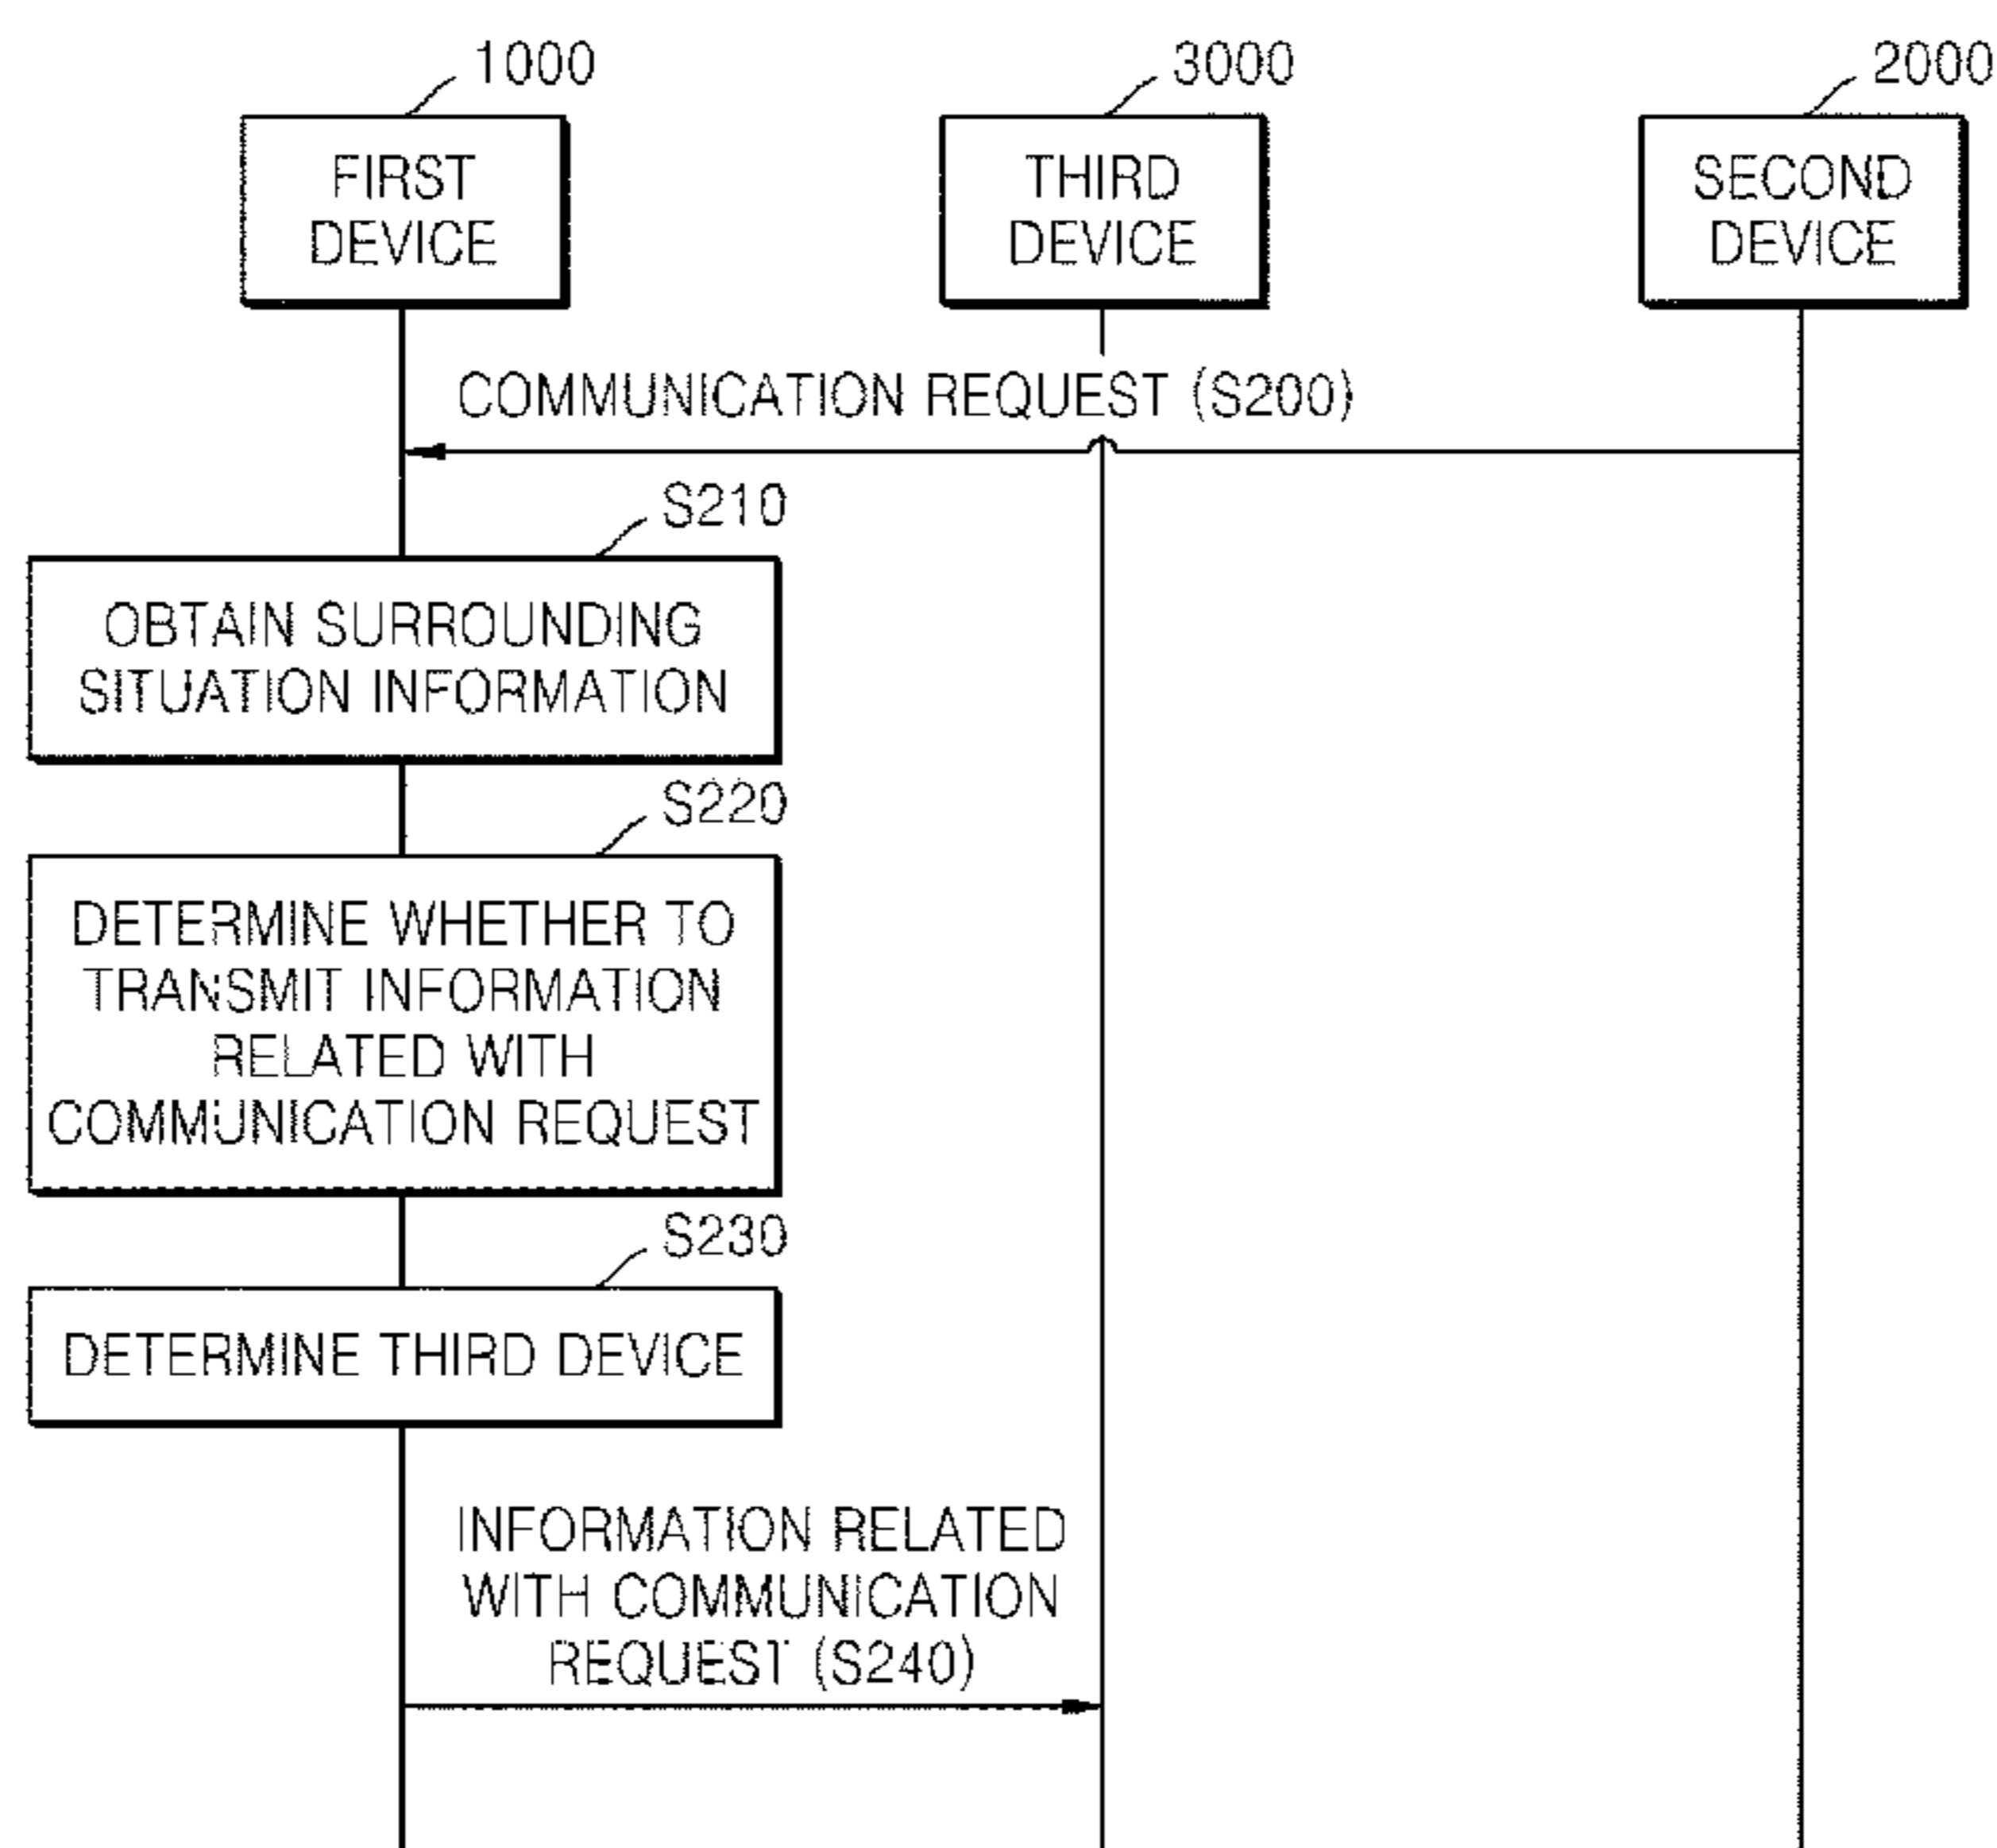 1000
3000
2000
FIRST
DEVICE
THIRD
DEVICE
SECOND
DEVICE
COMMUNICATION REQUEST (S200)
S210
OBTAIN SURROUNDING
SITUATION INFORMATION
S220
DETERMINE WHETHER TO
TRANSMIT INFORMATION
RELATED WITH
COMMUNICATION REQUEST
S230
DETERMINE THIRD DEVICE
INFORMATION RELATED
WITH COMMUNICATION
REQUEST (S240)